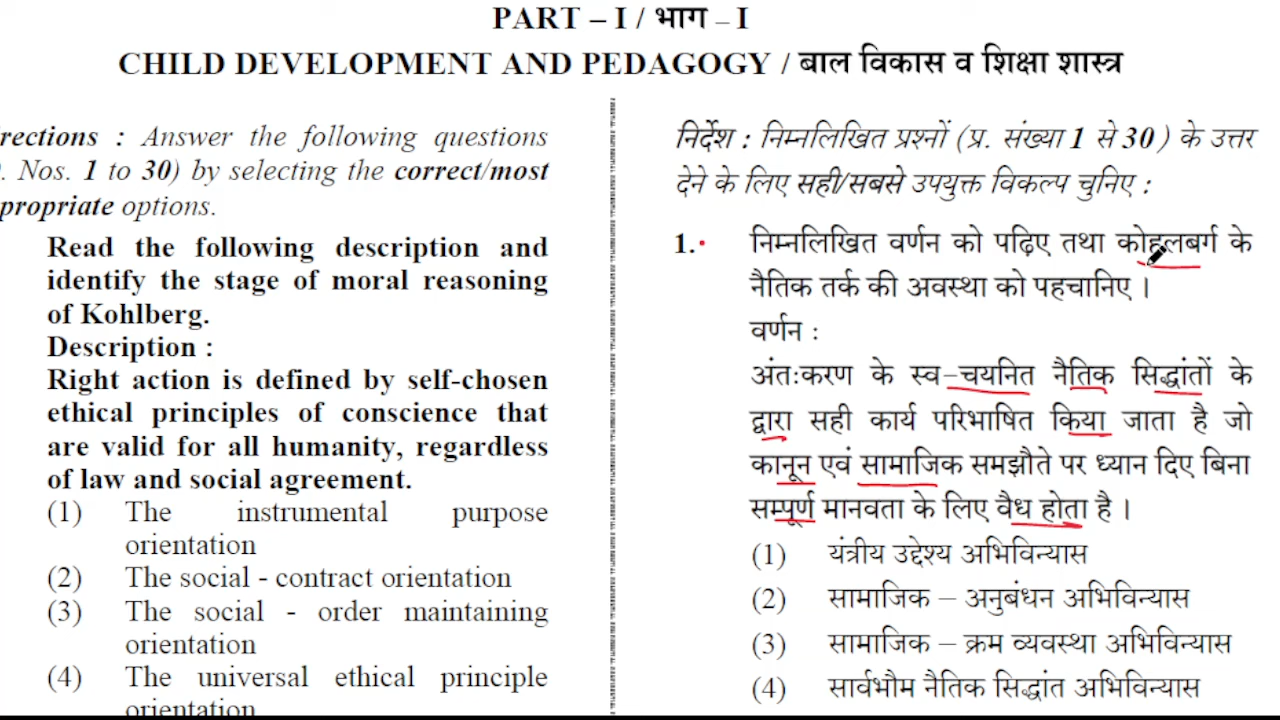 PART – I / भाग – I
CHILD DEVELOPMENT AND PEDAGOGY / बाल विकास व शिक्षा शास्त्र
rections : Answer the following questions
. Nos. 1 to 30) by selecting the correct/most
propriate options.
Read the following description and
identify the stage of moral reasoning
of Kohlberg.
Description :
Right action is defined by self-chosen
ethical principles of conscience that
are valid for all humanity, regardless
of law and social agreement.
(1) The instrumental purpose
orientation
(2) The social - contract orientation
(3) The social - order maintaining
orientation
(4) The universal ethical principle
orientation
निर्देश : निम्नलिखित प्रश्नों (प्र. संख्या 1 से 30) के उत्तर
देने के लिए सही/सबसे उपयुक्त विकल्प चुनिए :
1. निम्नलिखित वर्णन को पढ़िए तथा कोहलबर्ग के
नैतिक तर्क की अवस्था को पहचानिए ।
वर्णन :
अंतःकरण के स्व-चयनित नैतिक सिद्धांतों के
द्वारा सही कार्य परिभाषित किया जाता है जो
कानून एवं सामाजिक समझौते पर ध्यान दिए बिना
सम्पूर्ण मानवता के लिए वैध होता है ।
(1) यंत्रीय उद्देश्य अभिविन्यास
(2) सामाजिक – अनुबंधन अभिविन्यास
(3) सामाजिक – क्रम व्यवस्था अभिविन्यास
(4) सार्वभौम नैतिक सिद्धांत अभिविन्यास